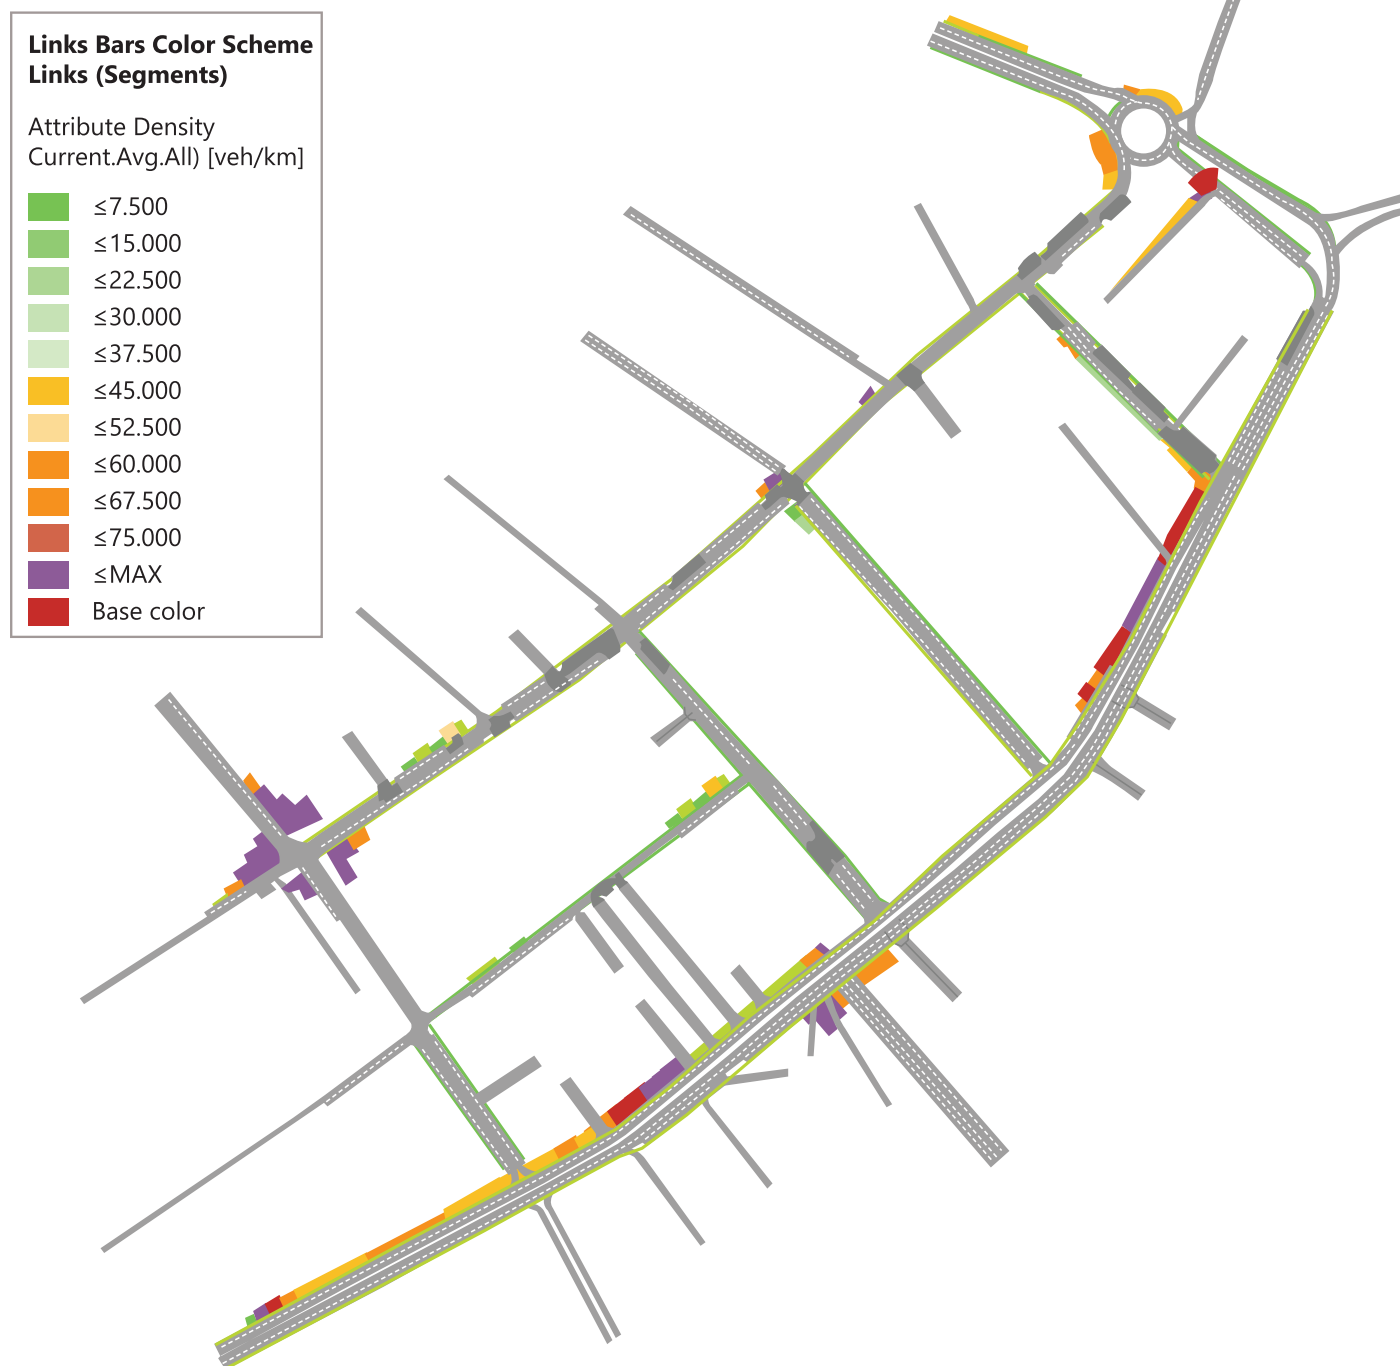 Links Bars Color Scheme
Links (Segments)
Attribute Density
Current.Avg.All) [veh/km]
≤7.500
≤15.000
≤22.500
≤30.000
≤37.500
≤45.000
≤52.500
≤60.000
≤67.500
≤75.000
≤MAX
Base color